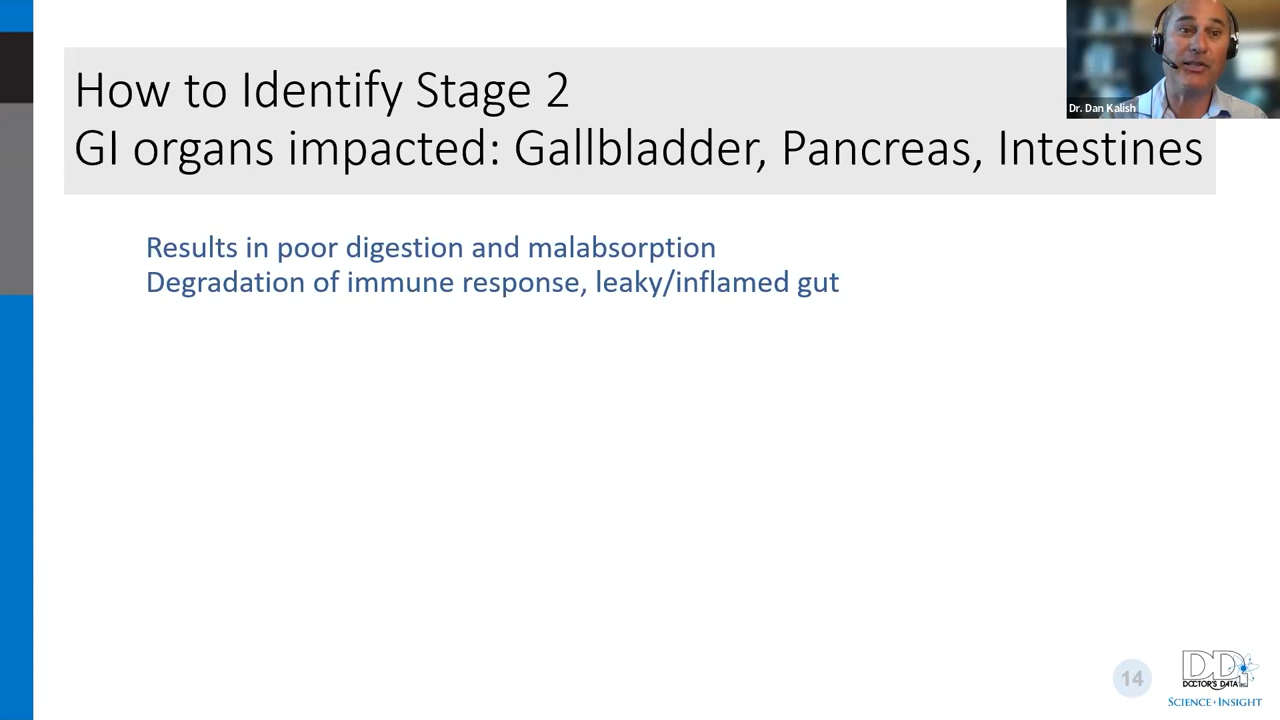 How to Identify Stage 2
GI organs impacted: Gallbladder, Pancreas, Intestines
Dr. Dan Kalish
Results in poor digestion and malabsorption
Degradation of immune response, leaky/inflamed gut
14
DDI
DOCTOR'S DATA
SCIENCE + INSIGHT